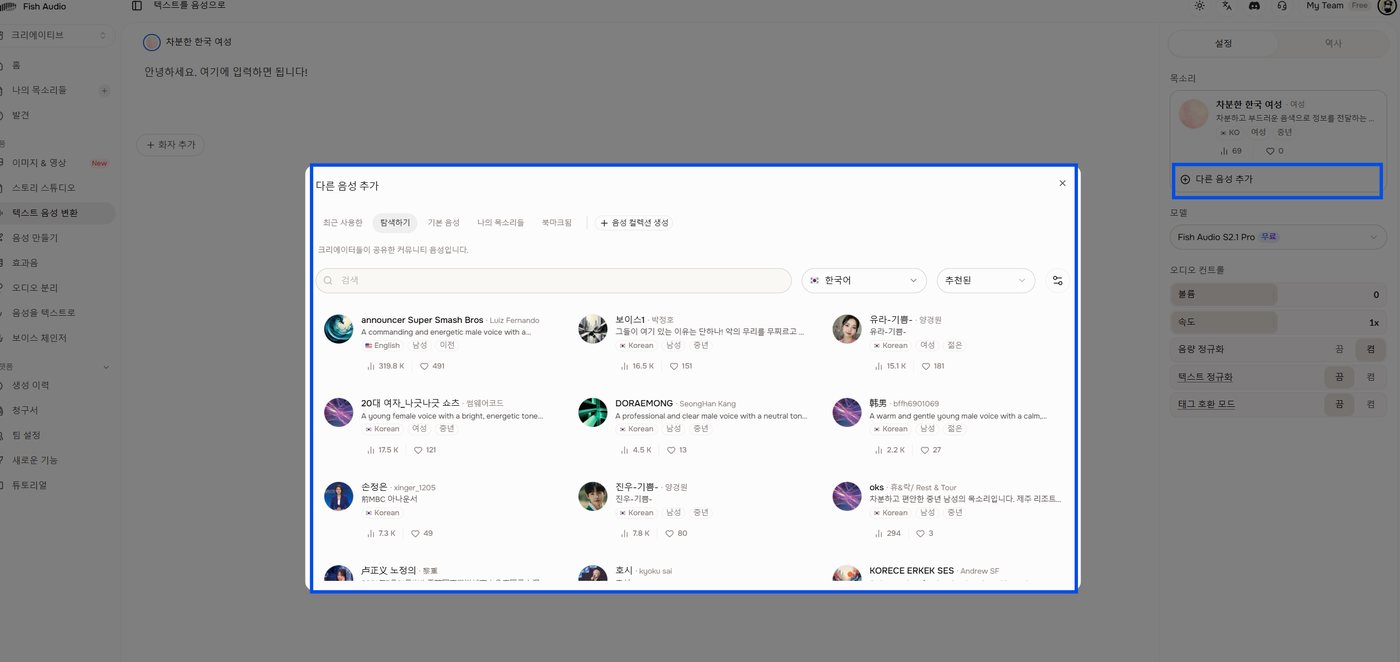 Fish Audio
텍스트를 음성으로
My Team Free
크리에이티브
홈
나의 목소리들
발견
이미지 & 영상 New
스토리 스튜디오
텍스트 음성 변환
음성 만들기
효과음
오디오 분리
음성을 텍스트로
보이스 체인저
생성 이력
청구서
팀 설정
새로운 기능
튜토리얼
차분한 한국 여성
안녕하세요. 여기에 입력하면 됩니다!
+ 화자 추가
다른 음성 추가
최근 사용한 탐색하기 기본 음성 나의 목소리들 북마크됨 + 음성 컬렉션 생성
크리에이터들이 공유한 커뮤니티 음성입니다.
검색 한국어 추천된
announcer Super Smash Bros · Luiz Fernando
A commanding and energetic male voice with a...
English 남성 이전
319.8 K 491
보이스1 · 박정호
그들이 여기 있는 이유는 단하나! 악의 무리를 무찌르고 ...
Korean 남성 중년
16.5 K 151
유라-기쁨- · 양경원
유라-기쁨-
Korean 여성 젊은
15.1 K 181
20대 여자_나긋나긋 쇼츠 · 썸웨어코드
A young female voice with a bright, energetic tone...
Korean 여성 중년
17.5 K 121
DORAEMONG · SeongHan Kang
A professional and clear male voice with a neutral ton...
Korean 남성 중년
4.5 K 13
韩男 · bffh6901069
A warm and gentle young male voice with a calm,...
Korean 남성 젊은
2.2 K 27
손정은 · xinger_1205
前MBC 아나운서
Korean
7.3 K 49
진우-기쁨- · 양경원
진우-기쁨-
Korean 남성 중년
7.8 K 80
oks · 휴&락/ Rest & Tour
차분하고 편안한 중년 남성의 목소리입니다. 제주 리조트...
Korean 남성 중년
294 3
卢正义 노정의
호시 · kyoku sai
KORECE ERKEK SES · Andrew SF
설정 역사
목소리
차분한 한국 여성 · 여성
차분하고 부드러운 음색으로 정보를 전달하는 ...
KO 여성 중년
69 0
다른 음성 추가
모델
Fish Audio S2.1 Pro 무료
오디오 컨트롤
볼륨 0
속도 1x
음량 정규화 끔 켬
텍스트 정규화 끔 켬
태그 호환 모드 끔 켬